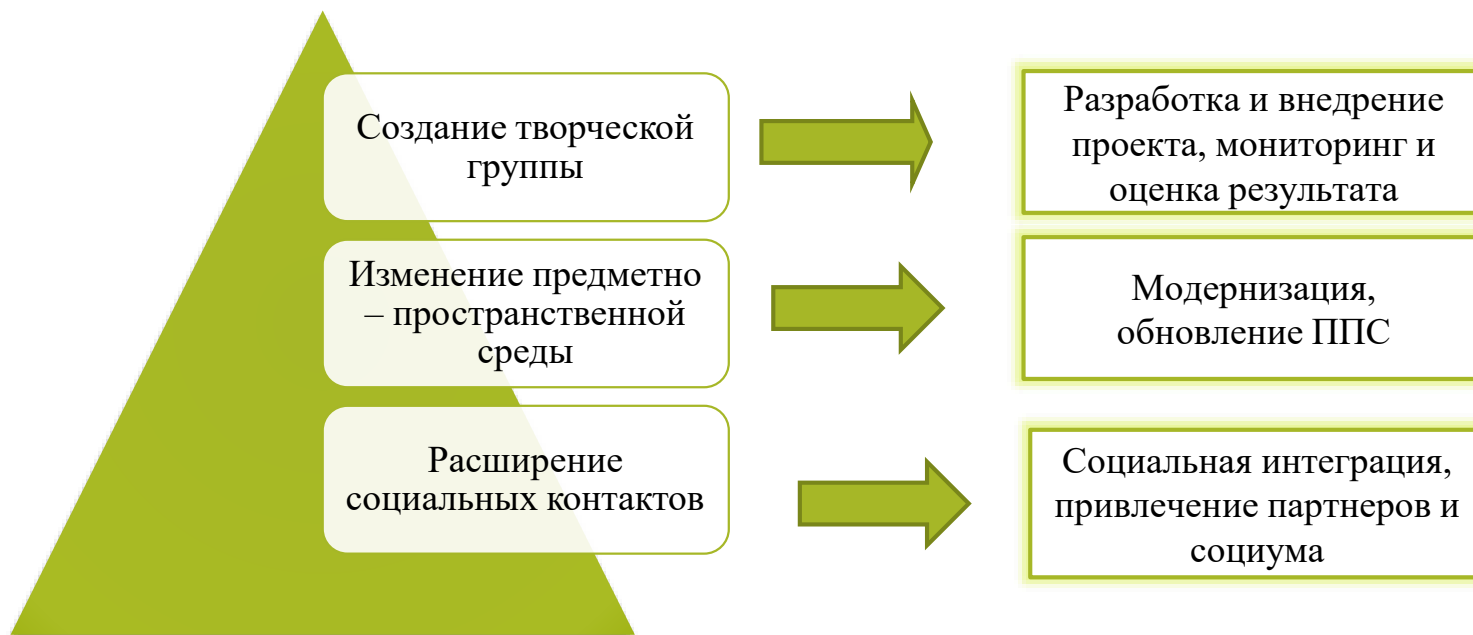 Создание творческой
группы
Разработка и внедрение
проекта, мониторинг и
оценка результата
Изменение предметно
– пространственной
среды
Модернизация,
обновление ППС
Расширение
социальных контактов
Социальная интеграция,
привлечение партнеров и
социума